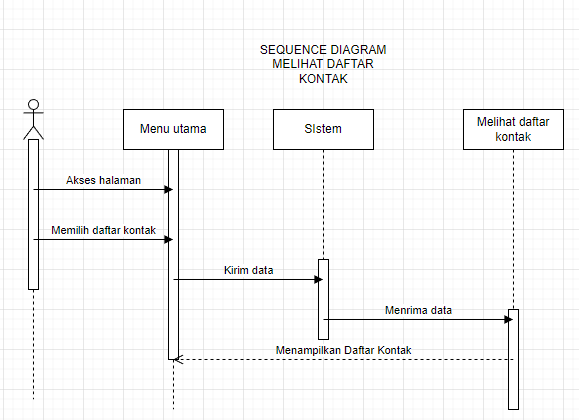 SEQUENCE DIAGRAM
MELIHAT DAFTAR
KONTAK
Menu utama
SIstem
Melihat daftar
kontak
Akses halaman
Memilih daftar kontak
Kirim data
Menrima data
Menampilkan Daftar Kontak